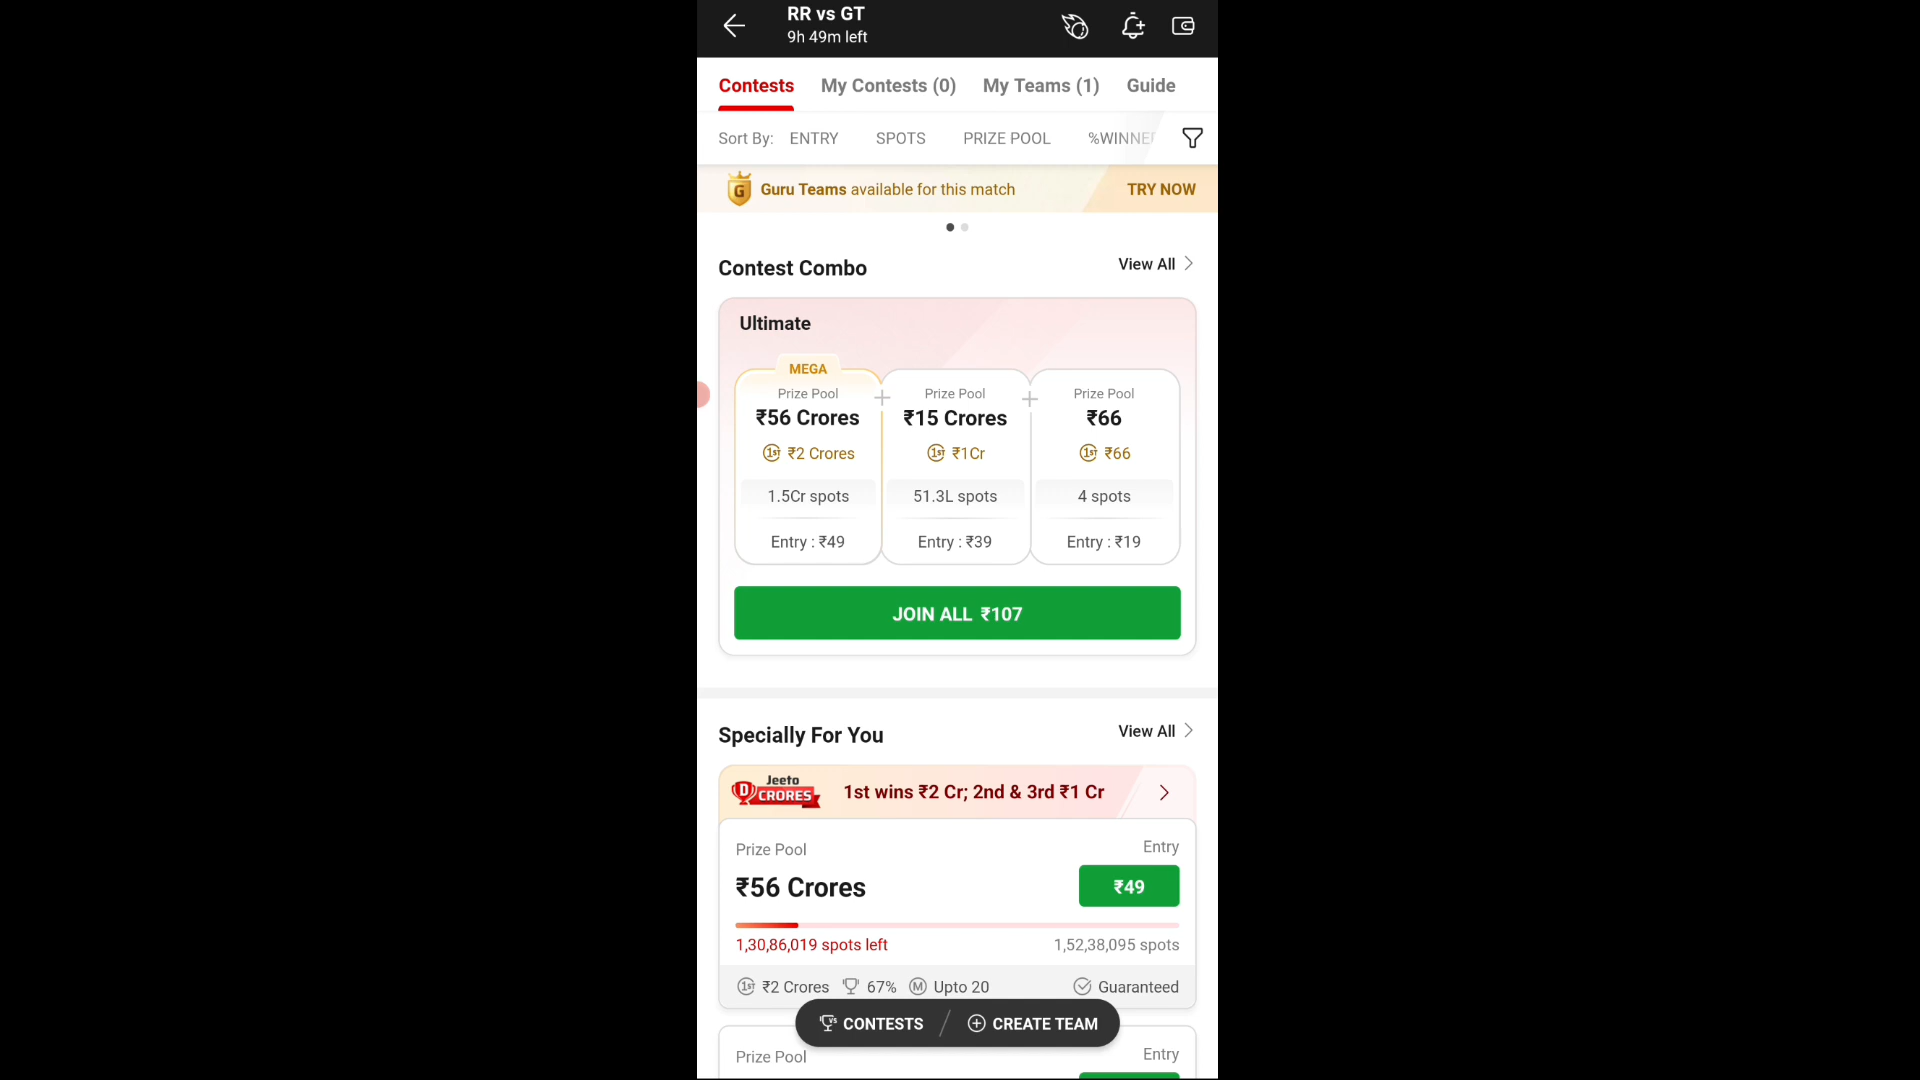 RR vs GT
9h 49m left
Contests My Contests (0) My Teams (1) Guide
Sort By: ENTRY SPOTS PRIZE POOL %WINNE
G Guru Teams available for this match TRY NOW
Contest Combo View All
Ultimate
MEGA
Prize Pool Prize Pool Prize Pool
₹56 Crores + ₹15 Crores + ₹66
1st ₹2 Crores 1st ₹1Cr 1st ₹66
1.5Cr spots 51.3L spots 4 spots
Entry : ₹49 Entry : ₹39 Entry : ₹19
JOIN ALL ₹107
Specially For You View All
Jeeto
D CRORES 1st wins ₹2 Cr; 2nd & 3rd ₹1 Cr
Prize Pool Entry
₹56 Crores ₹49
1,30,86,019 spots left 1,52,38,095 spots
1st ₹2 Crores 67% M Upto 20 Guaranteed
VS CONTESTS CREATE TEAM
Prize Pool Entry